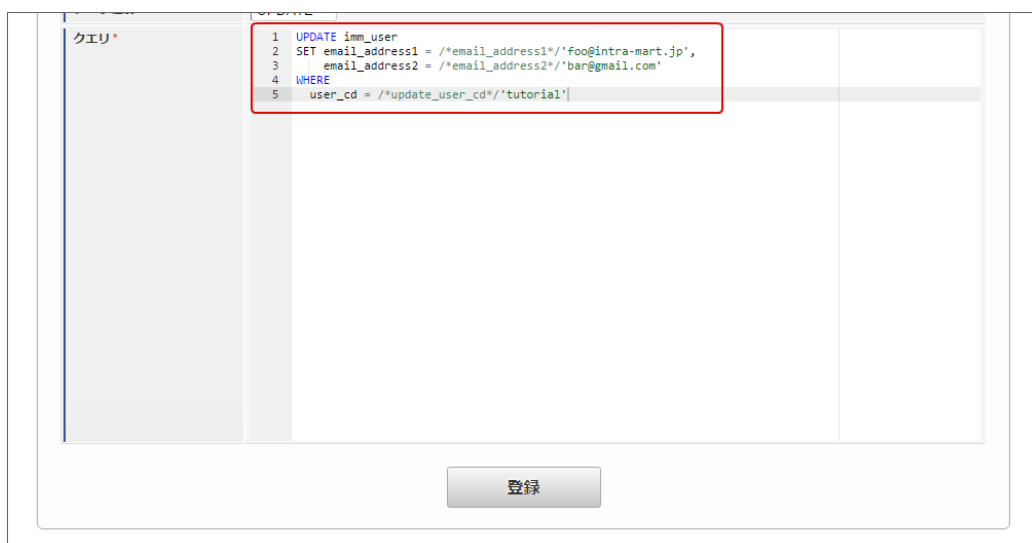 クエリ*
1 UPDATE imm_user
2 SET email_address1 = /*email_address1*/'foo@intra-mart.jp',
3 email_address2 = /*email_address2*/'bar@gmail.com'
4 WHERE
5 user_cd = /*update_user_cd*/'tutorial'
登録